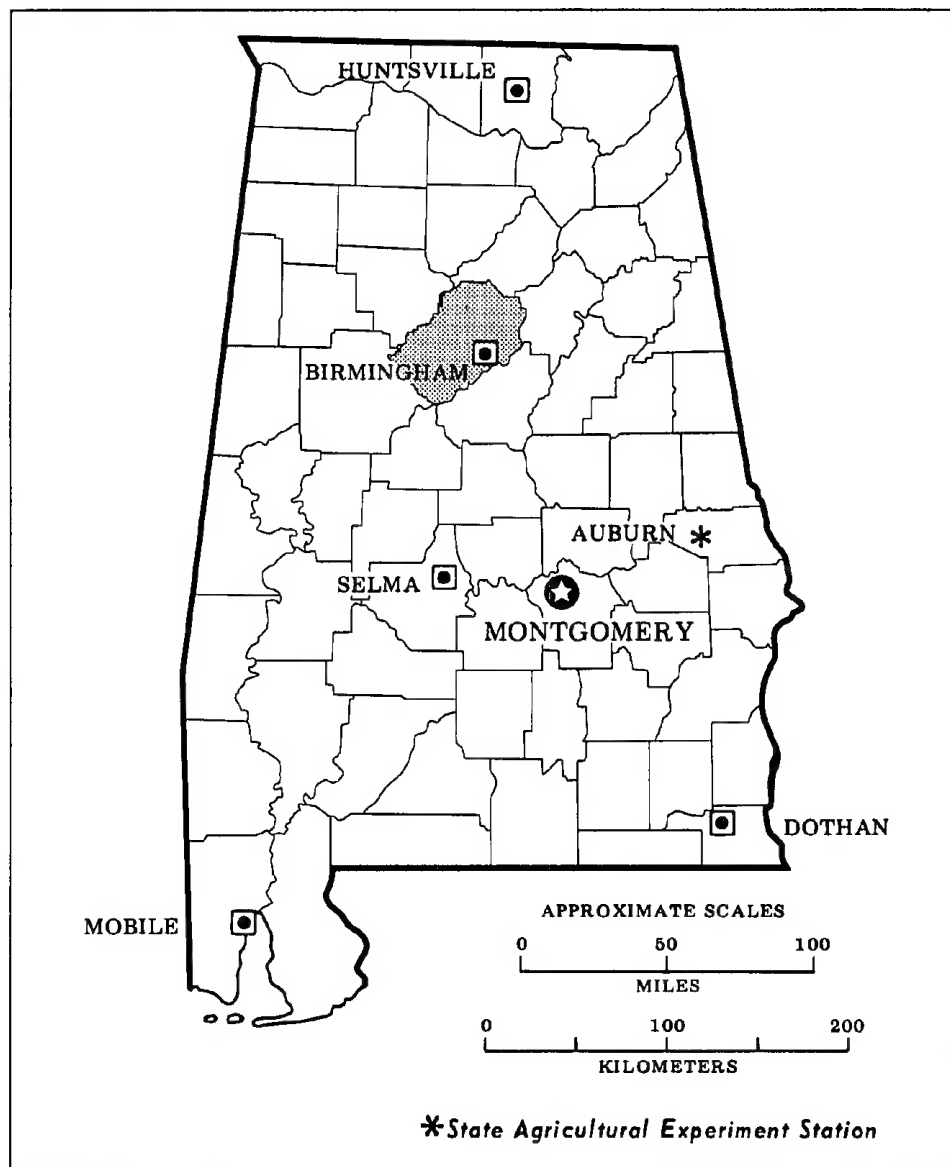 HUNTSVILLE
BIRMINGHAM
AUBURN *
SELMA
MONTGOMERY
DOTHAN
MOBILE
APPROXIMATE SCALES
0 50 100
MILES
0 100 200
KILOMETERS
*State Agricultural Experiment Station